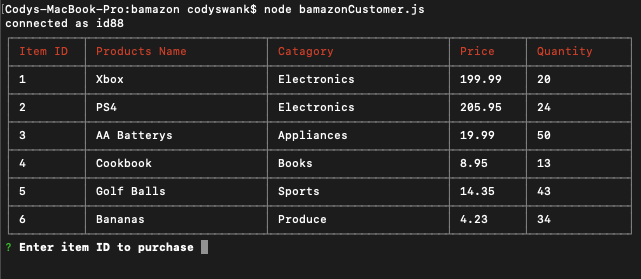 Codys-MacBook-Pro:bamazon codyswank$ node bamazonCustomer.js
connected as id88
Item ID Products Name Catagory Price Quantity
1 Xbox Electronics 199.99 20
2 PS4 Electronics 205.95 24
3 AA Batterys Appliances 19.99 50
4 Cookbook Books 8.95 13
5 Golf Balls Sports 14.35 43
6 Bananas Produce 4.23 34
? Enter item ID to purchase